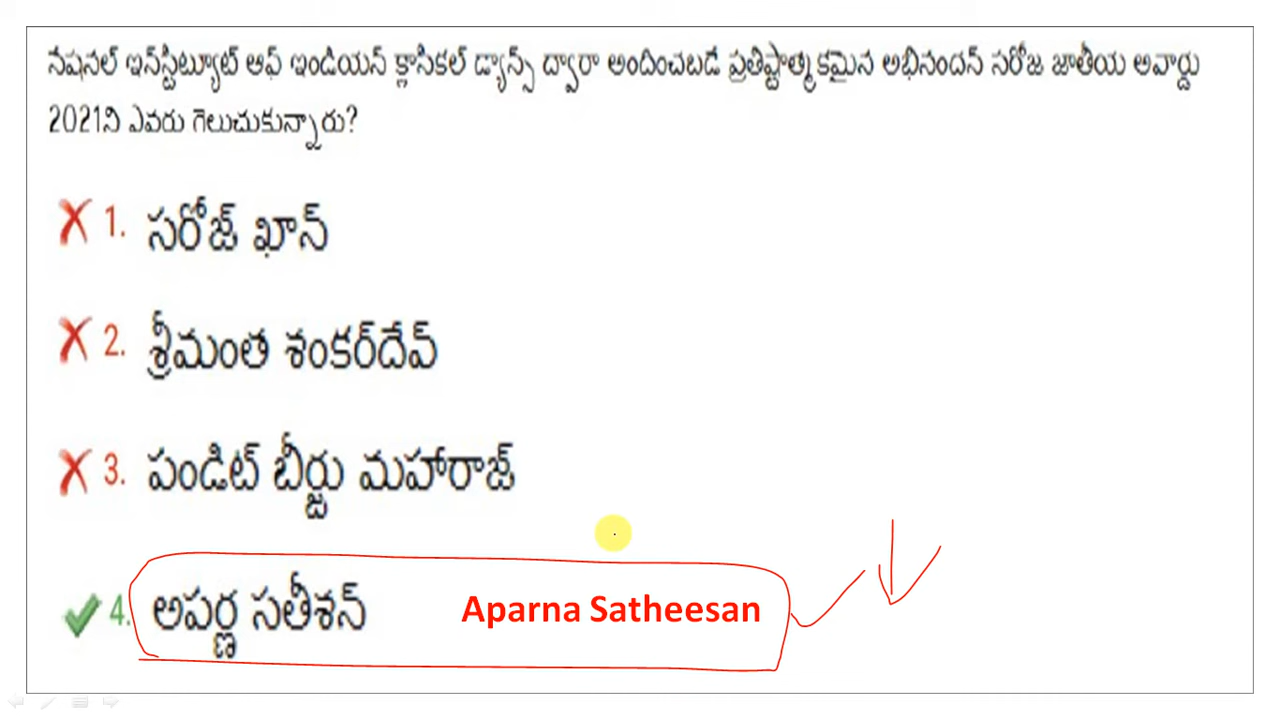 నేషనల్ ఇన్‌స్టిట్యూట్ ఆఫ్ ఇండియన్ క్లాసికల్ డ్యాన్స్ ద్వారా అందించబడే ప్రతిష్టాత్మకమైన అభినందన్ సరోజ జాతీయ అవార్డు
2021ని ఎవరు గెలుచుకున్నారు?
1. సరోజ్ ఖాన్
2. శ్రీమంత శంకర్‌దేవ్
3. పండిట్ బీర్జు మహారాజ్
4. అపర్ణ సతీశన్ Aparna Satheesan